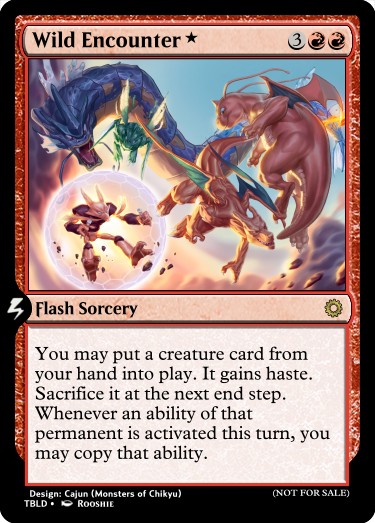 Wild Encounter ★ 3
Flash Sorcery
You may put a creature card from
your hand into play. It gains haste.
Sacrifice it at the next end step.
Whenever an ability of that
permanent is activated this turn, you
may copy that ability.
Design: Cajun (Monsters of Chikyu) (NOT FOR SALE)
TBLD • Rooshie